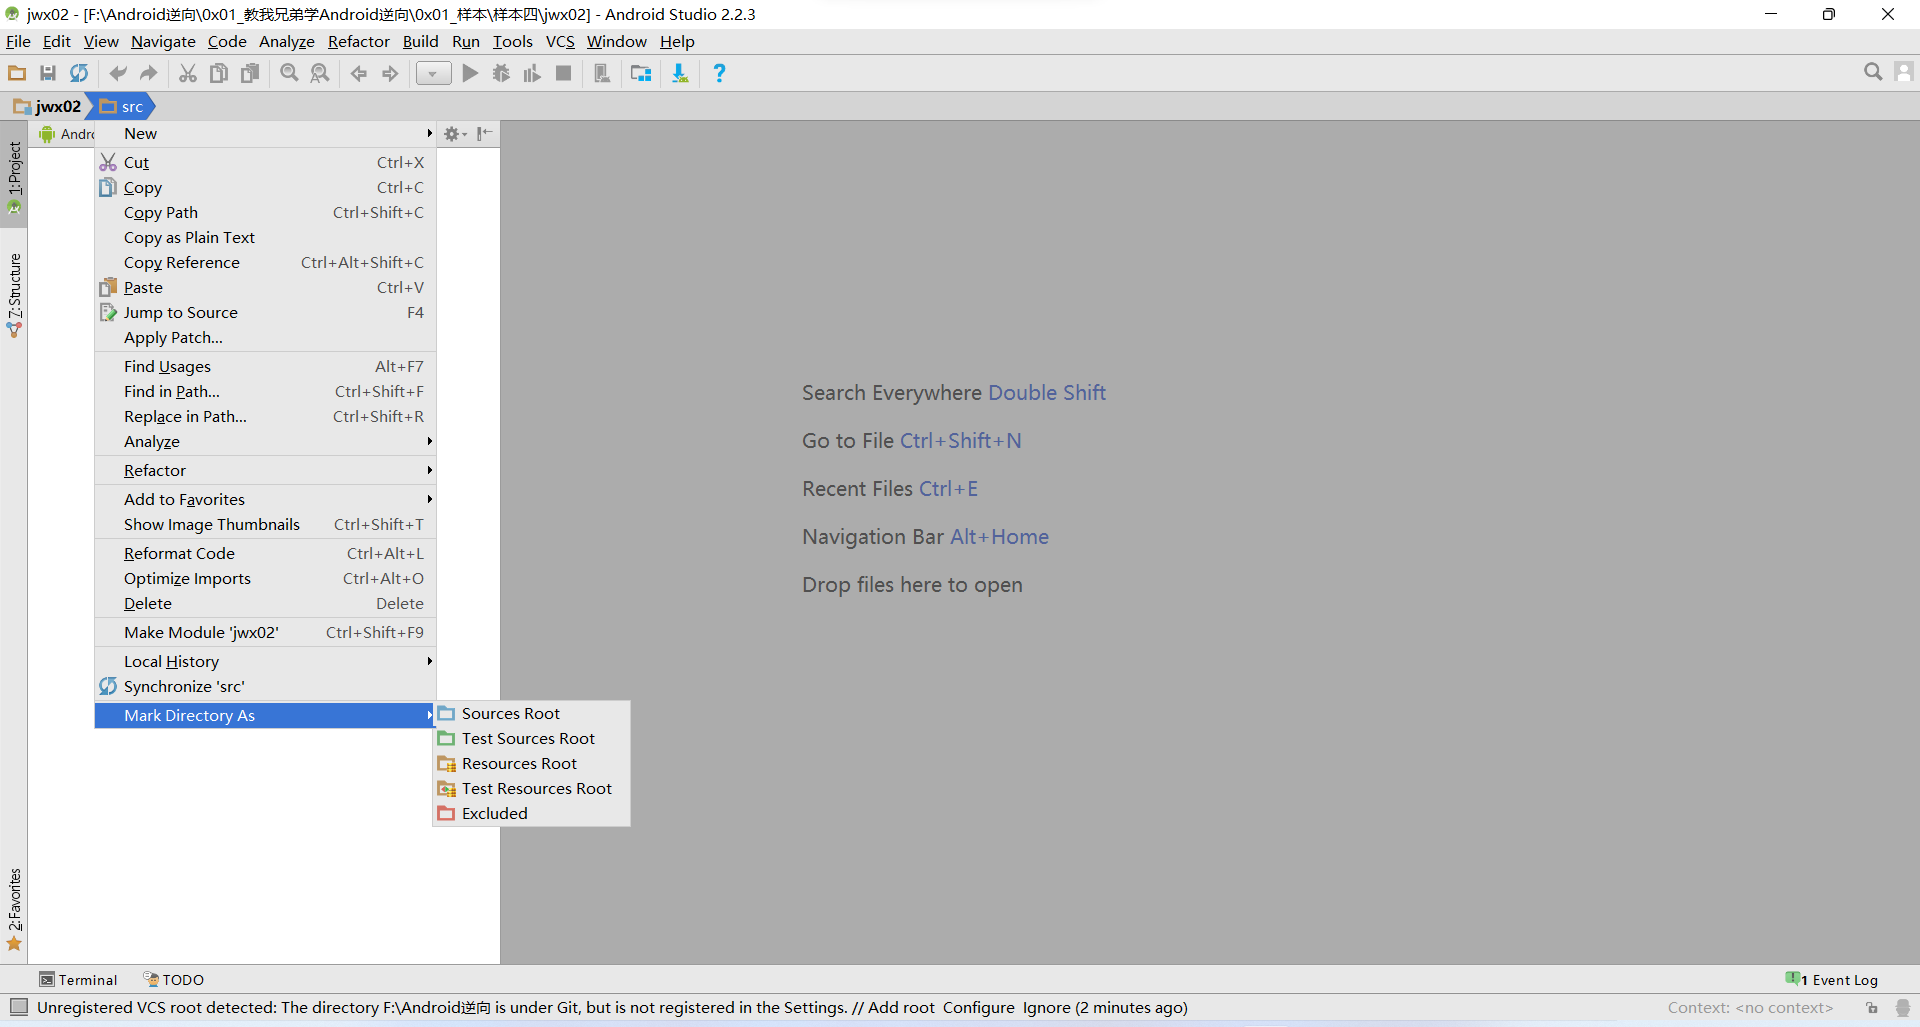 jwx02 - [F:\Android逆向\0x01_教我兄弟学Android逆向\0x01_样本\样本四\jwx02] - Android Studio 2.2.3
File Edit View Navigate Code Analyze Refactor Build Run Tools VCS Window Help
jwx02 src
1: Project
7: Structure
2: Favorites
Andro
New
Cut Ctrl+X
Copy Ctrl+C
Copy Path Ctrl+Shift+C
Copy as Plain Text
Copy Reference Ctrl+Alt+Shift+C
Paste Ctrl+V
Jump to Source F4
Apply Patch...
Find Usages Alt+F7
Find in Path... Ctrl+Shift+F
Replace in Path... Ctrl+Shift+R
Analyze
Refactor
Add to Favorites
Show Image Thumbnails Ctrl+Shift+T
Reformat Code Ctrl+Alt+L
Optimize Imports Ctrl+Alt+O
Delete Delete
Make Module 'jwx02' Ctrl+Shift+F9
Local History
Synchronize 'src'
Mark Directory As
Sources Root
Test Sources Root
Resources Root
Test Resources Root
Excluded
Search Everywhere Double Shift
Go to File Ctrl+Shift+N
Recent Files Ctrl+E
Navigation Bar Alt+Home
Drop files here to open
Terminal TODO 1 Event Log
Unregistered VCS root detected: The directory F:\Android逆向 is under Git, but is not registered in the Settings. // Add root Configure Ignore (2 minutes ago) Context: <no context>